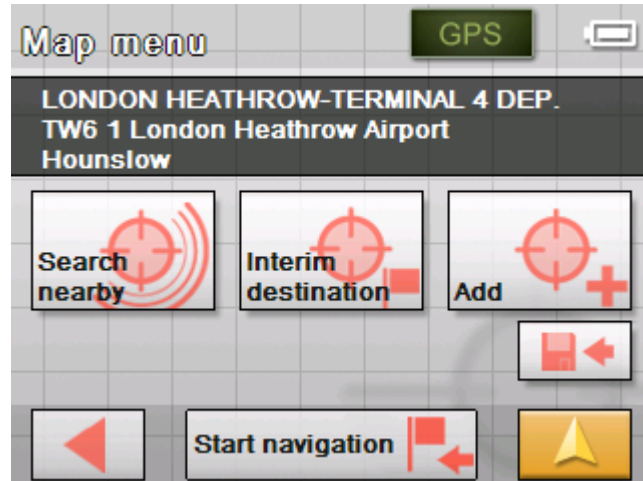 Map menu
GPS
LONDON HEATHROW-TERMINAL 4 DEP.
TW6 1 London Heathrow Airport
Hounslow
Search
nearby
Interim
destination
Add
Start navigation